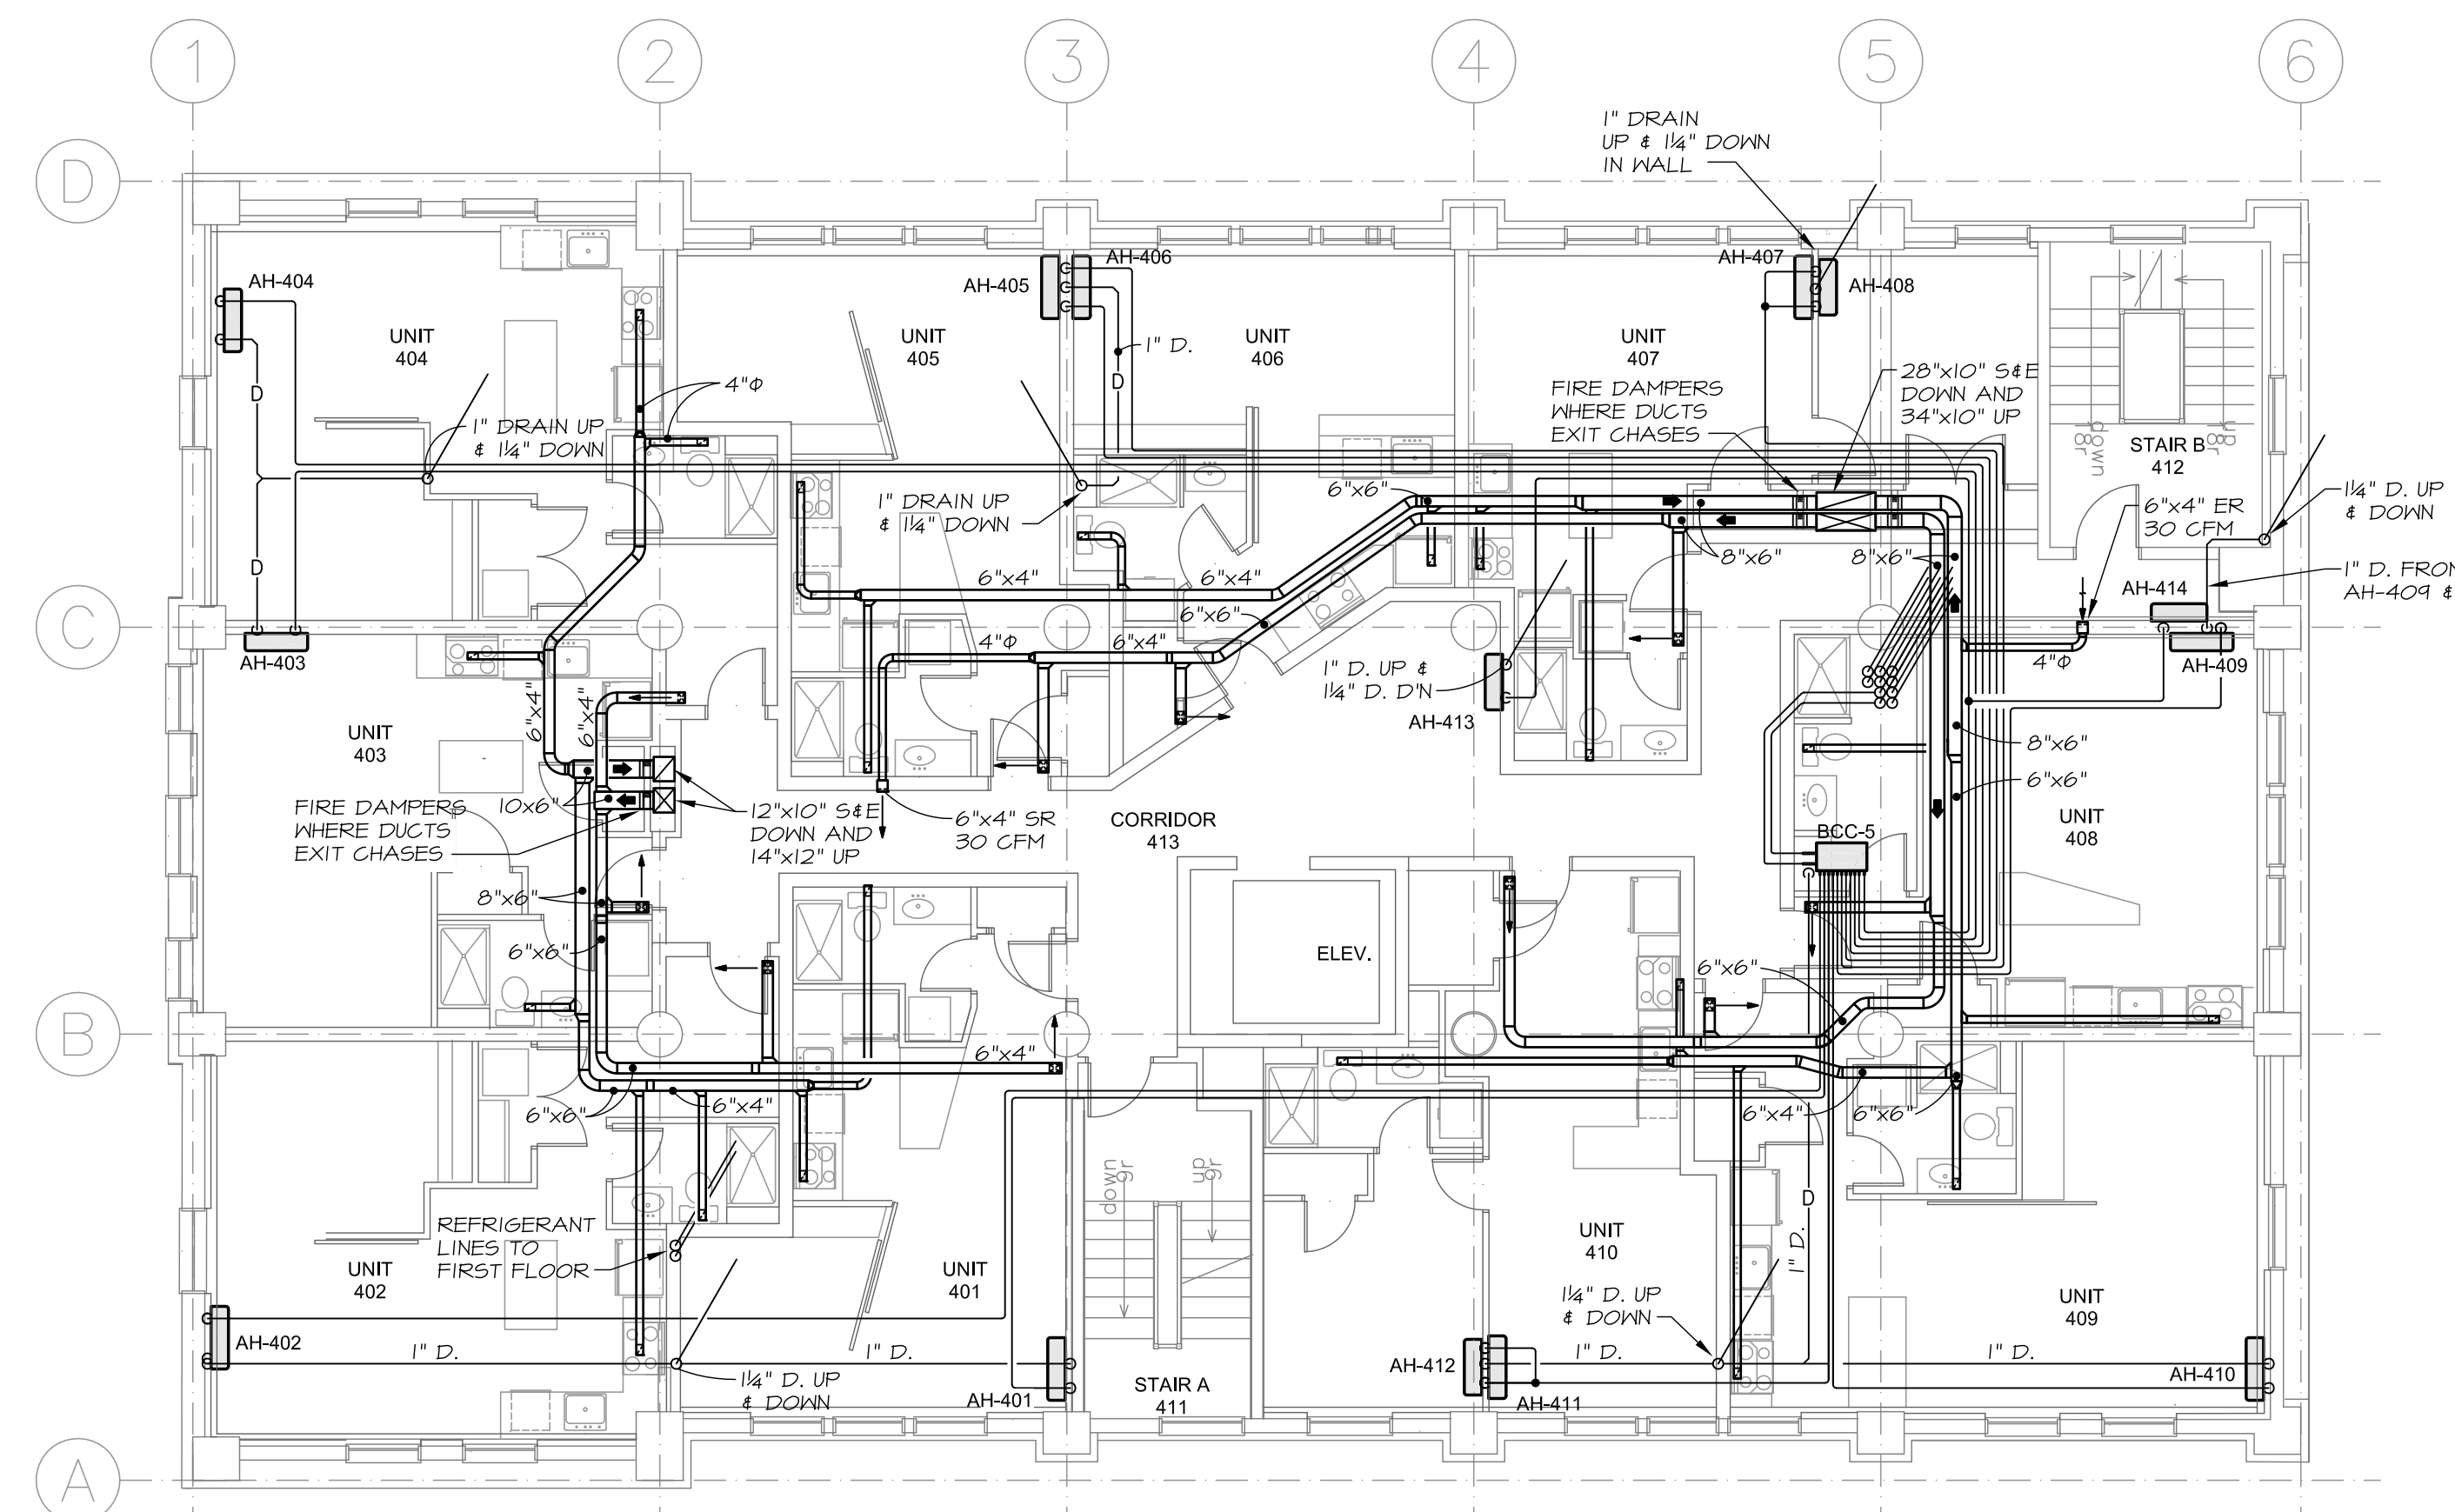 1
2
3
4
5
6
D
C
B
A
1" DRAIN
UP & 1¼" DOWN
IN WALL
AH-404
AH-405
AH-406
AH-407
AH-408
UNIT
404
UNIT
405
UNIT
406
UNIT
407
1" D.
D
D
4"Φ
28"x10" S&E
DOWN AND
34"x10" UP
FIRE DAMPERS
WHERE DUCTS
EXIT CHASES
1" DRAIN UP
& 1¼" DOWN
down
gr
up
gr
STAIR B
412
1" DRAIN UP
& 1¼" DOWN
6"x6"
6"x4" ER
30 CFM
1¼" D. UP
& DOWN
8"x6"
8"x6"
D
6"x4"
6"x4"
6"x6"
4"Φ
6"x4"
1" D. FROM
AH-409 &
AH-414
AH-403
AH-409
4"Φ
1" D. UP &
1¼" D. D'N
AH-413
6"x4"
6"x4"
UNIT
403
8"x6"
6"x6"
10x6"
FIRE DAMPERS
WHERE DUCTS
EXIT CHASES
12"x10" S&E
DOWN AND
14"x12" UP
6"x4" SR
30 CFM
CORRIDOR
413
BCC-5
UNIT
408
8"x6"
6"x6"
ELEV.
6"x6"
6"x4"
6"x6"
6"x4"
6"x4"
6"x6"
down
gr
up
gr
D
1" D.
REFRIGERANT
LINES TO
FIRST FLOOR
UNIT
402
UNIT
401
UNIT
410
UNIT
409
1¼" D. UP
& DOWN
AH-402
1" D.
1" D.
AH-412
1" D.
1" D.
AH-410
1¼" D. UP
& DOWN
AH-401
STAIR A
411
AH-411